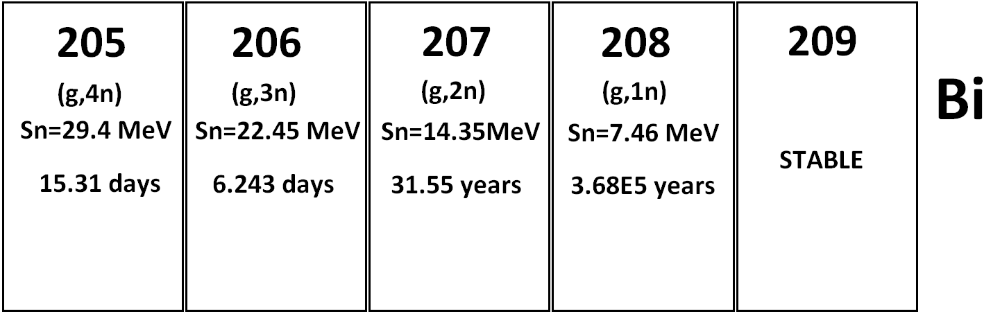 205
(g,4n)
Sn=29.4 MeV
15.31 days
206
(g,3n)
Sn=22.45 MeV
6.243 days
207
(g,2n)
Sn=14.35MeV
31.55 years
208
(g,1n)
Sn=7.46 MeV
3.68E5 years
209
STABLE
Bi